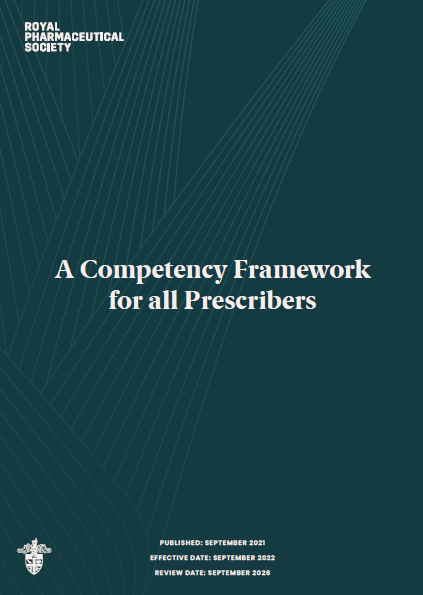 ROYAL
PHARMACEUTICAL
SOCIETY
A Competency Framework
for all Prescribers
PUBLISHED: SEPTEMBER 2021
EFFECTIVE DATE: SEPTEMBER 2022
REVIEW DATE: SEPTEMBER 2026